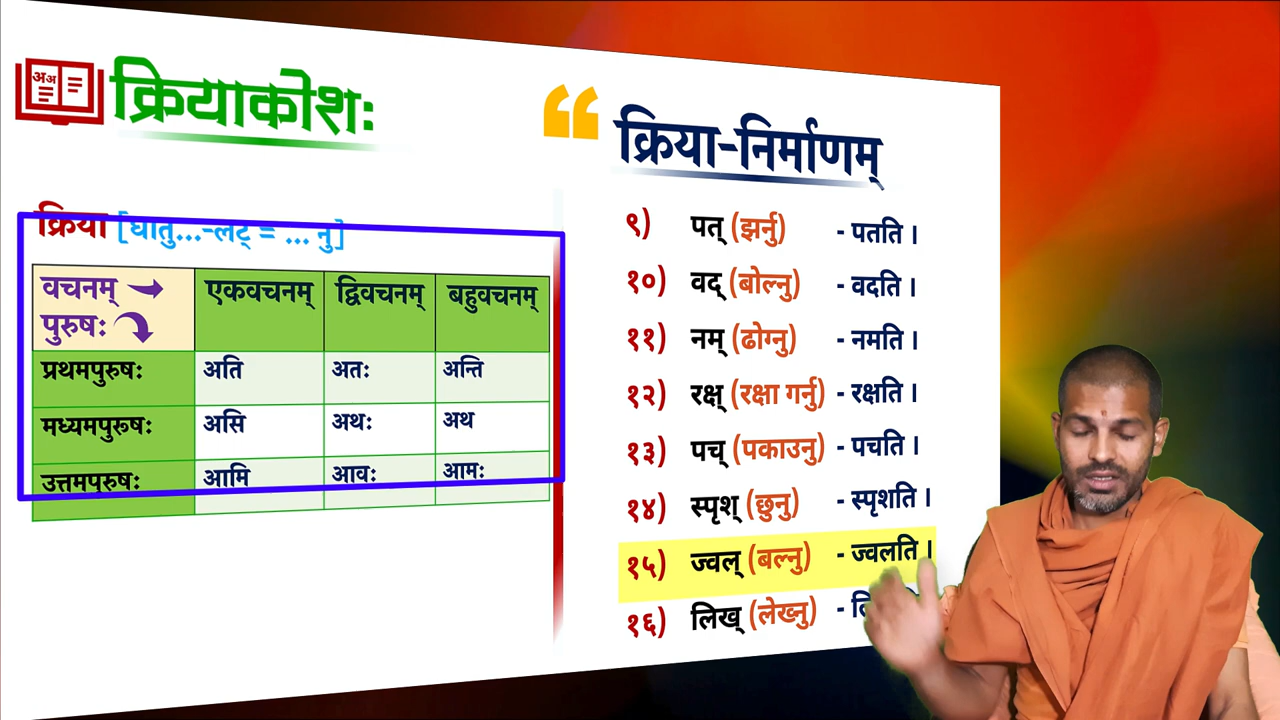 अ अ
क्रियाकोशः
क्रिया [धातु...-लट् = ... नु]
वचनम् → एकवचनम् द्विवचनम् बहुवचनम्
पुरुषः
प्रथमपुरुषः अति अतः अन्ति
मध्यमपुरूषः असि अथः अथ
उत्तमपुरुषः आमि आवः आमः
“ क्रिया-निर्माणम्
९) पत् (झर्नु) - पतति ।
१०) वद् (बोल्नु) - वदति ।
११) नम् (ढोग्नु) - नमति ।
१२) रक्ष् (रक्षा गर्नु) - रक्षति ।
१३) पच् (पकाउनु) - पचति ।
१४) स्पृश् (छुनु) - स्पृशति ।
१५) ज्वल् (बल्नु) - ज्वलति ।
१६) लिख् (लेख्नु) -